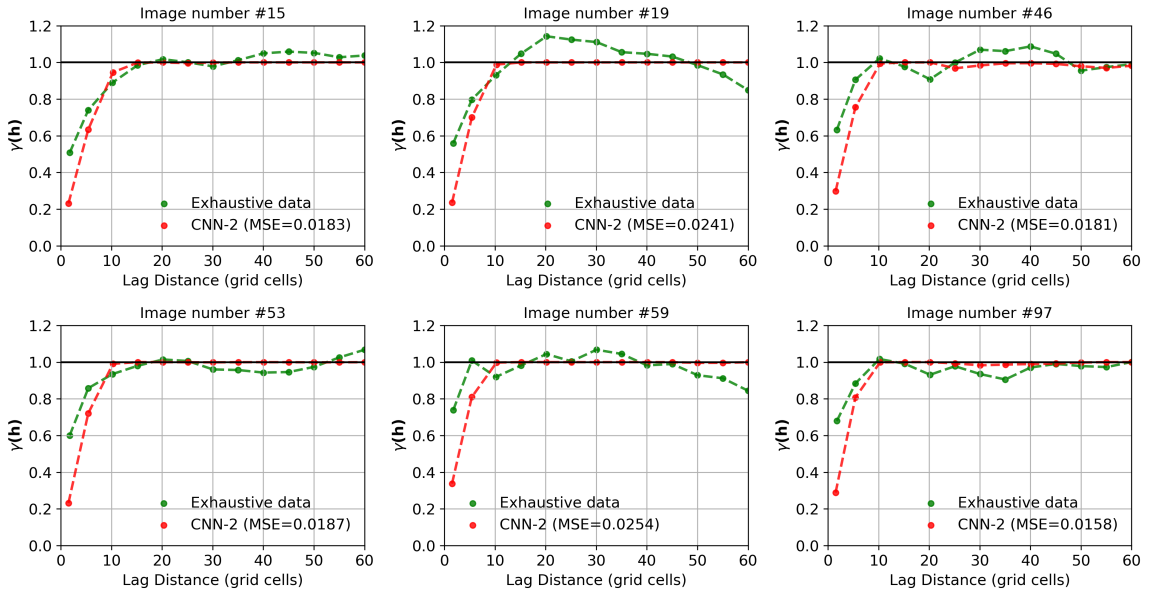 Image number #15
1.2
1.0
0.8
0.6
0.4
0.2
0.0
γ(h)
Exhaustive data
CNN-2 (MSE=0.0183)
0 10 20 30 40 50 60
Lag Distance (grid cells)
Image number #19
1.2
1.0
0.8
0.6
0.4
0.2
0.0
γ(h)
Exhaustive data
CNN-2 (MSE=0.0241)
0 10 20 30 40 50 60
Lag Distance (grid cells)
Image number #46
1.2
1.0
0.8
0.6
0.4
0.2
0.0
γ(h)
Exhaustive data
CNN-2 (MSE=0.0181)
0 10 20 30 40 50 60
Lag Distance (grid cells)
Image number #53
1.2
1.0
0.8
0.6
0.4
0.2
0.0
γ(h)
Exhaustive data
CNN-2 (MSE=0.0187)
0 10 20 30 40 50 60
Lag Distance (grid cells)
Image number #59
1.2
1.0
0.8
0.6
0.4
0.2
0.0
γ(h)
Exhaustive data
CNN-2 (MSE=0.0254)
0 10 20 30 40 50 60
Lag Distance (grid cells)
Image number #97
1.2
1.0
0.8
0.6
0.4
0.2
0.0
γ(h)
Exhaustive data
CNN-2 (MSE=0.0158)
0 10 20 30 40 50 60
Lag Distance (grid cells)